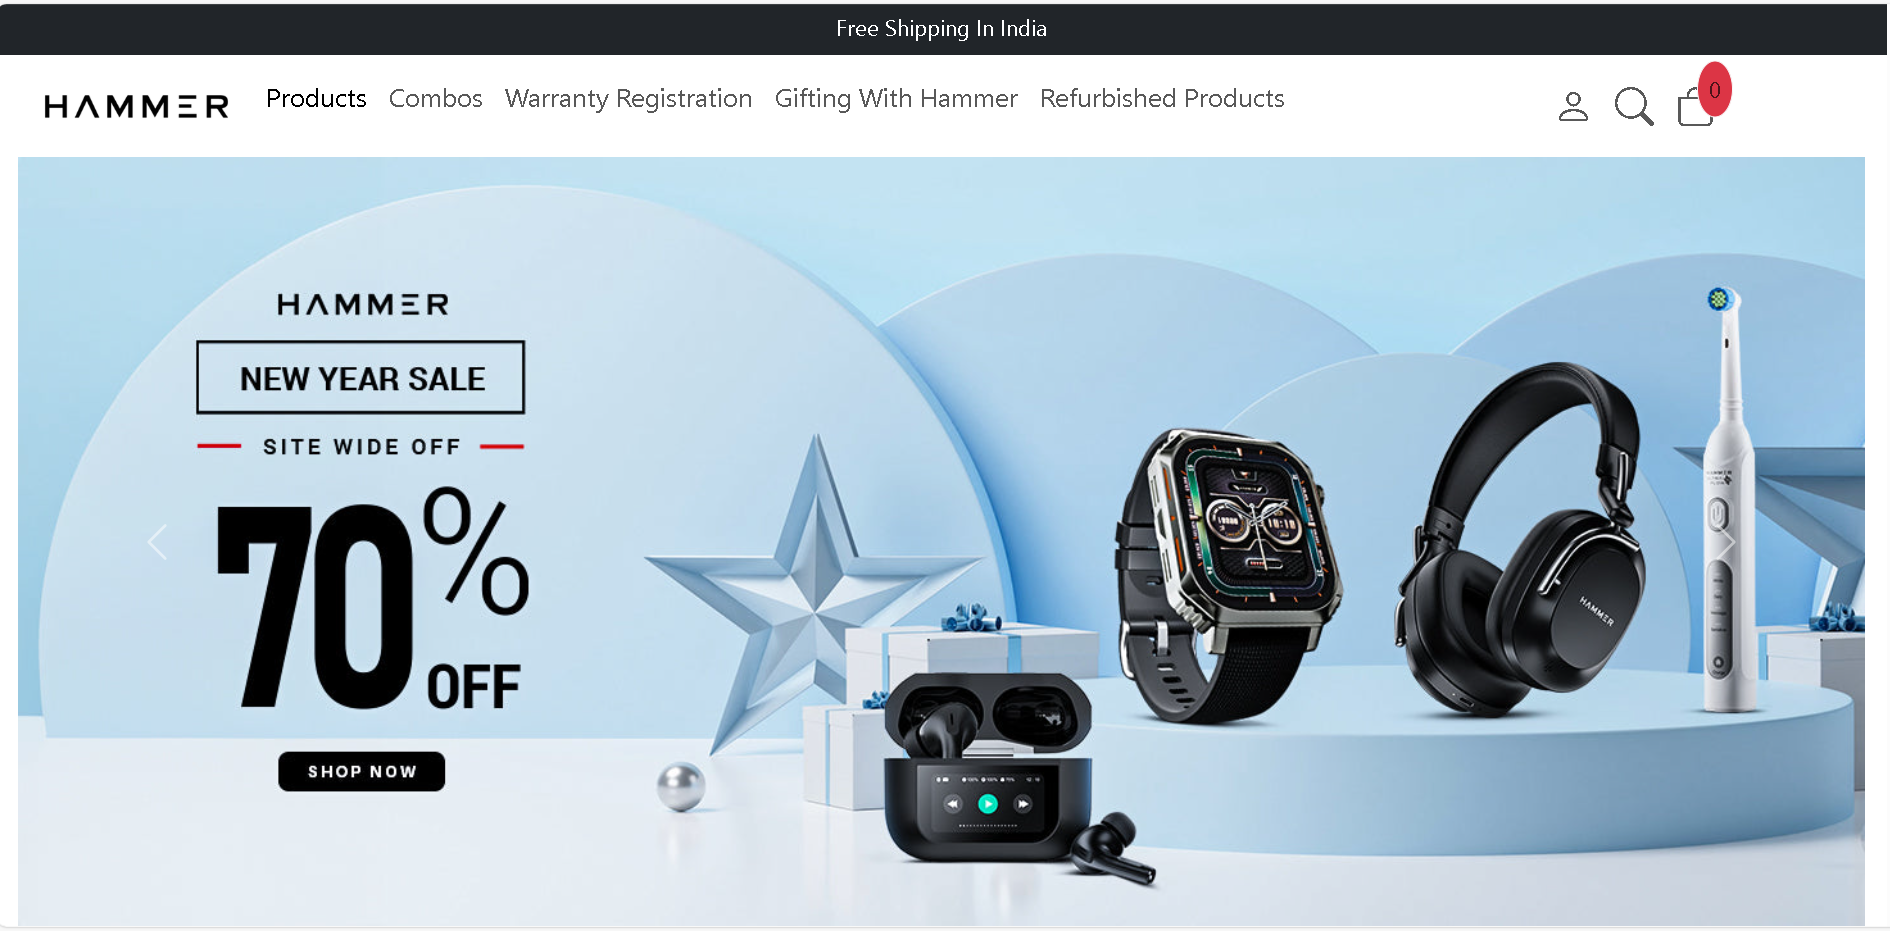 Free Shipping In India
HAMMER
Products Combos Warranty Registration Gifting With Hammer Refurbished Products
0
HAMMER
NEW YEAR SALE
SITE WIDE OFF
70%
OFF
SHOP NOW
HAMMER
HAMMER